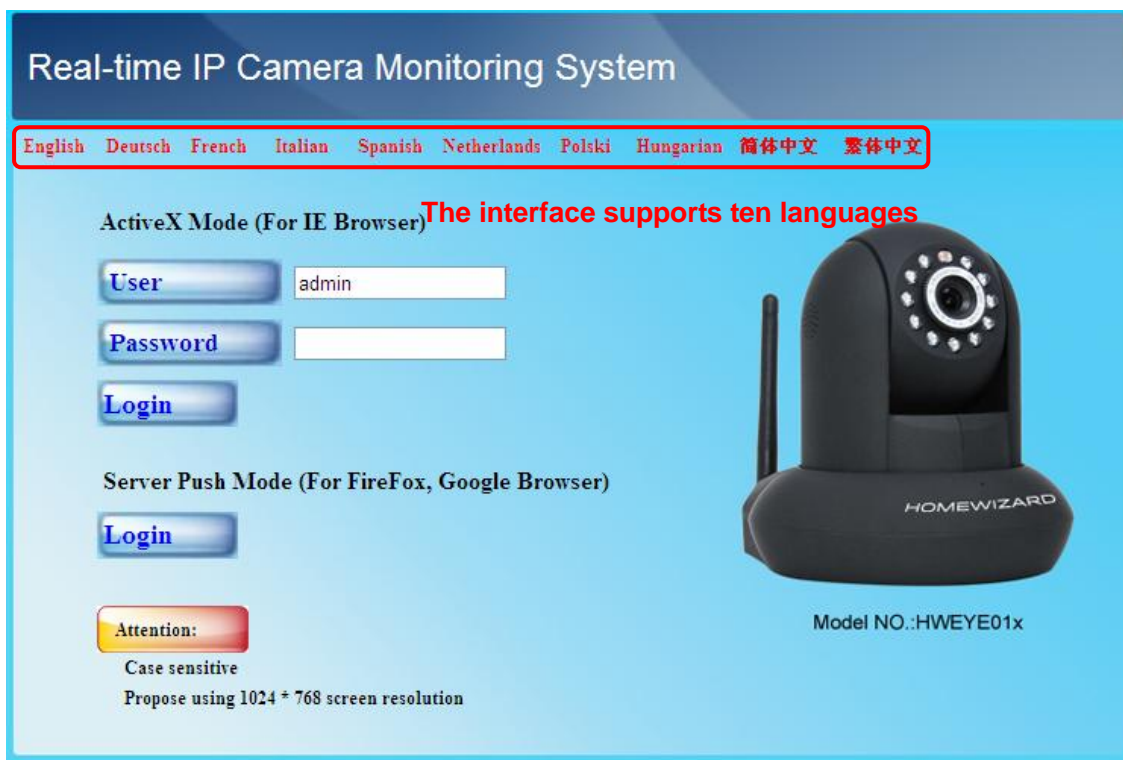 Real-time IP Camera Monitoring System
English Deutsch French Italian Spanish Netherlands Polski Hungarian 简体中文 繁体中文
The interface supports ten languages
ActiveX Mode (For IE Browser)
User admin
Password
Login
Server Push Mode (For FireFox, Google Browser)
Login
HOMEWIZARD
Model NO.:HWEYE01x
Attention:
Case sensitive
Propose using 1024 * 768 screen resolution